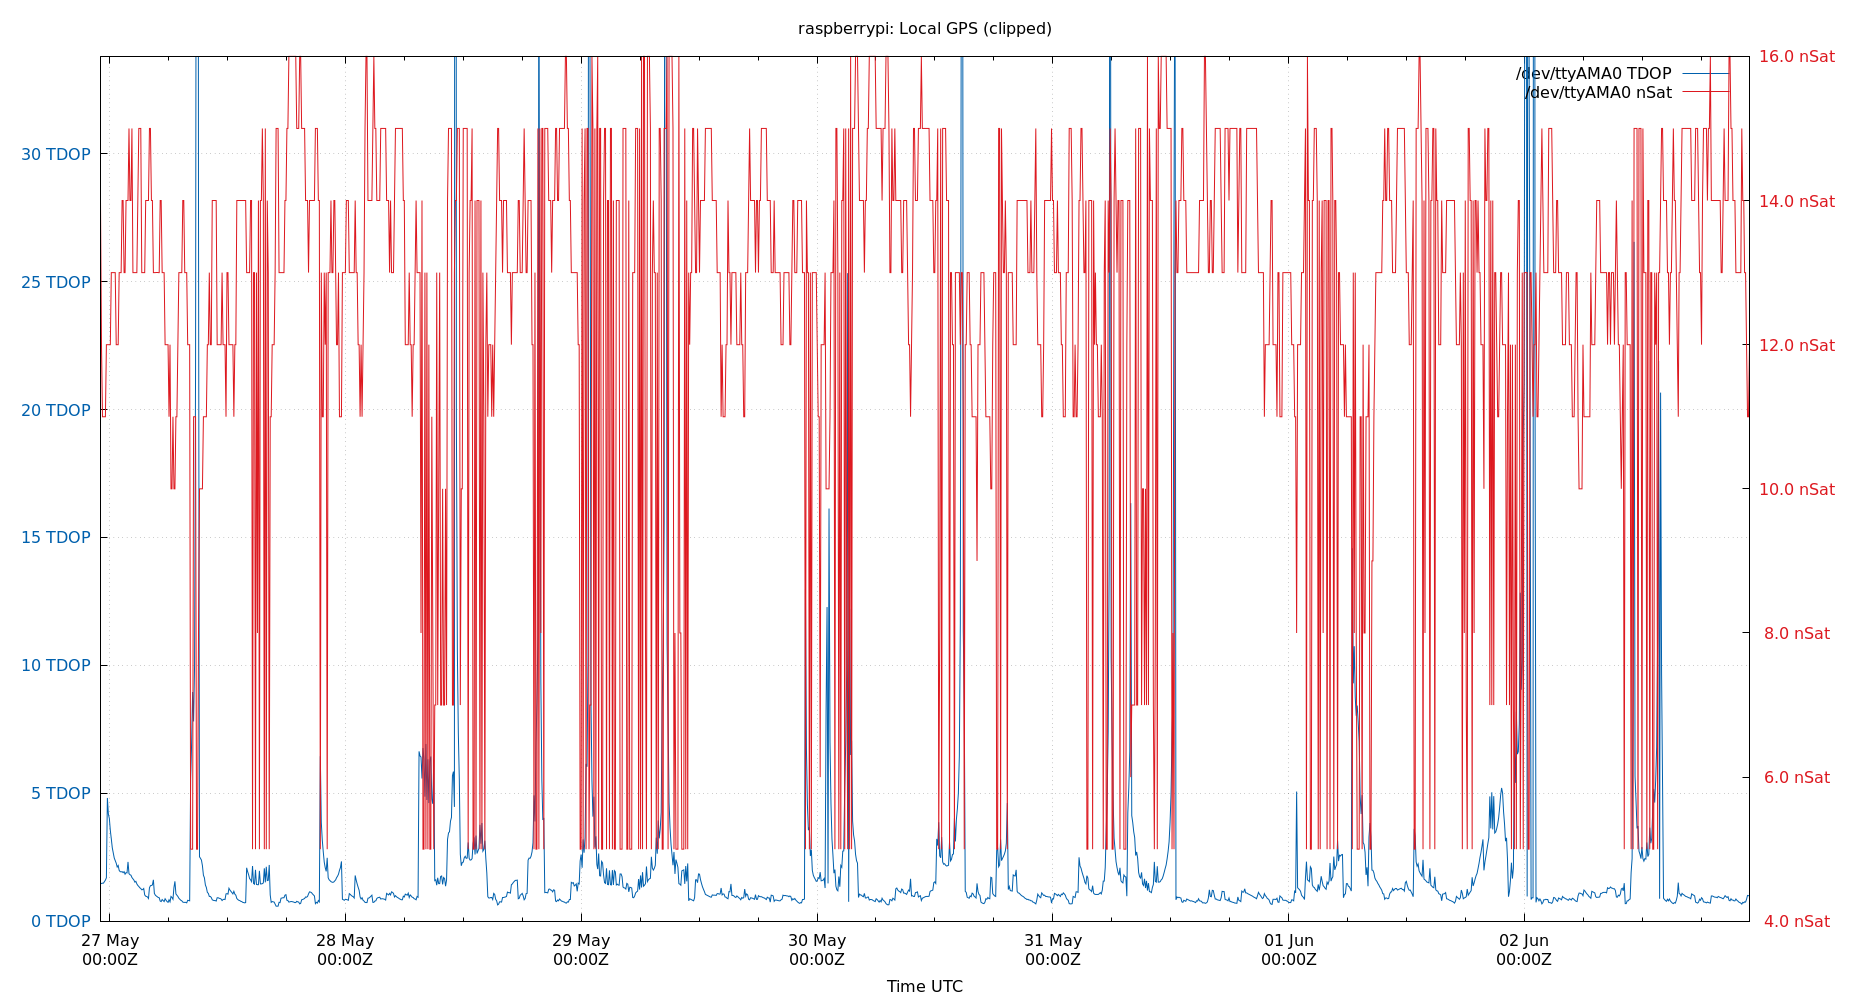 raspberrypi: Local GPS (clipped)
16.0 nSat
/dev/ttyAMA0 TDOP
/dev/ttyAMA0 nSat
30 TDOP
14.0 nSat
25 TDOP
12.0 nSat
20 TDOP
10.0 nSat
15 TDOP
8.0 nSat
10 TDOP
6.0 nSat
5 TDOP
0 TDOP
4.0 nSat
27 May 28 May 29 May 30 May 31 May 01 Jun 02 Jun
00:00Z 00:00Z 00:00Z 00:00Z 00:00Z 00:00Z 00:00Z
Time UTC